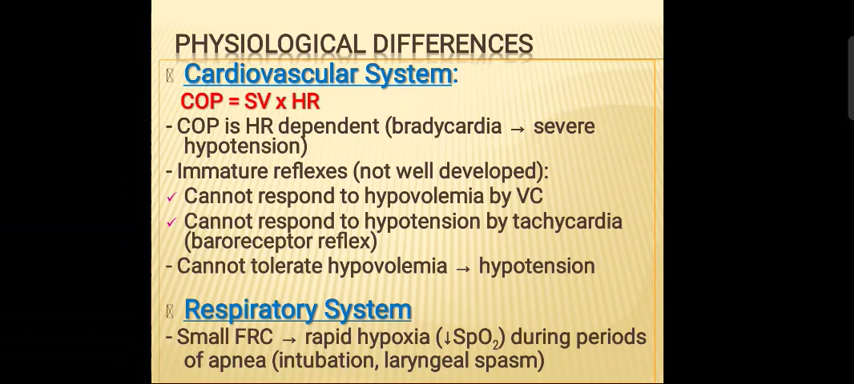 PHYSIOLOGICAL DIFFERENCES
Cardiovascular System:
COP = SV x HR
- COP is HR dependent (bradycardia → severe
hypotension)
- Immature reflexes (not well developed):
✓ Cannot respond to hypovolemia by VC
✓ Cannot respond to hypotension by tachycardia
(baroreceptor reflex)
- Cannot tolerate hypovolemia → hypotension
Respiratory System
- Small FRC → rapid hypoxia (↓SpO₂) during periods
of apnea (intubation, laryngeal spasm)